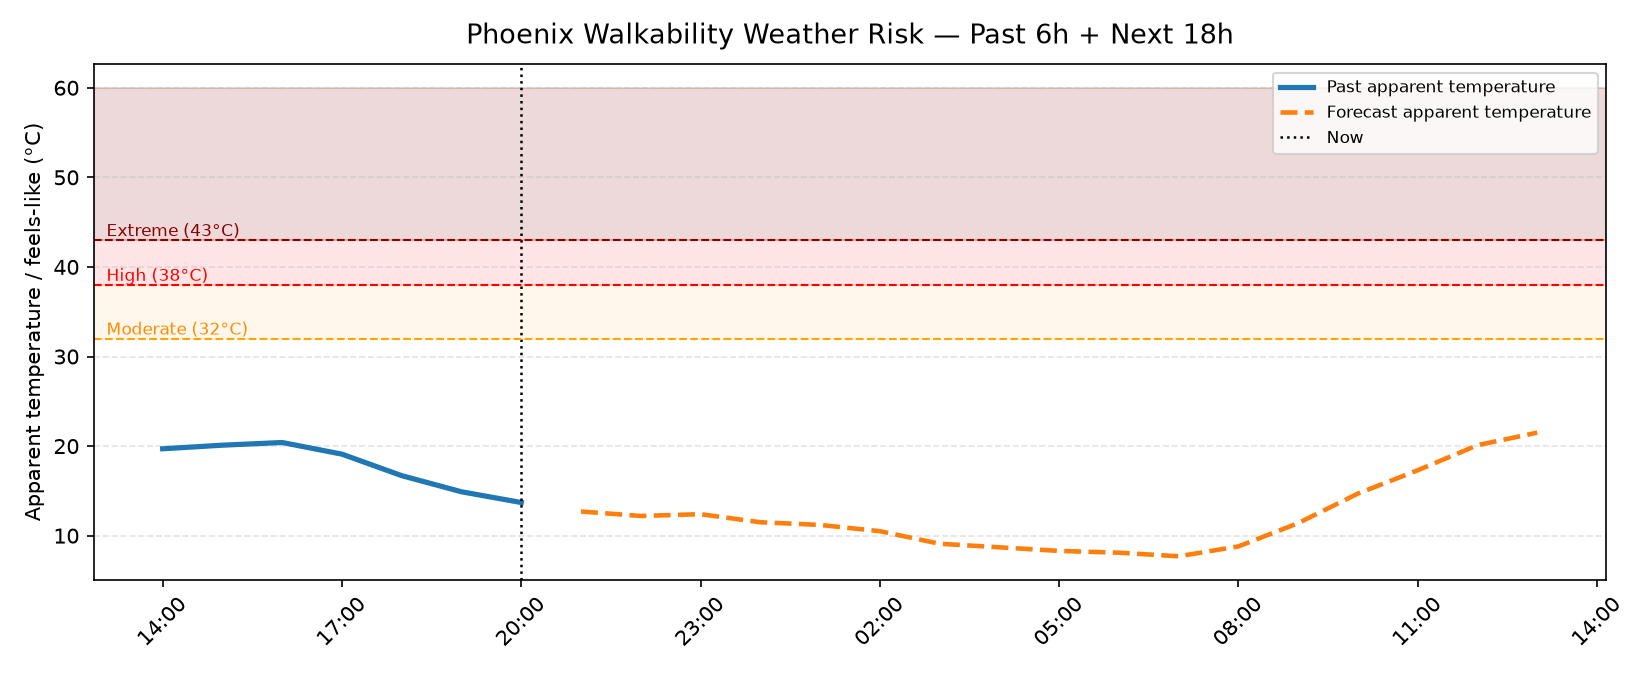 Phoenix Walkability Weather Risk — Past 6h + Next 18h
Apparent temperature / feels-like (°C)
60
50
40
30
20
10
Extreme (43°C)
High (38°C)
Moderate (32°C)
Past apparent temperature
Forecast apparent temperature
Now
14:00
17:00
20:00
23:00
02:00
05:00
08:00
11:00
14:00